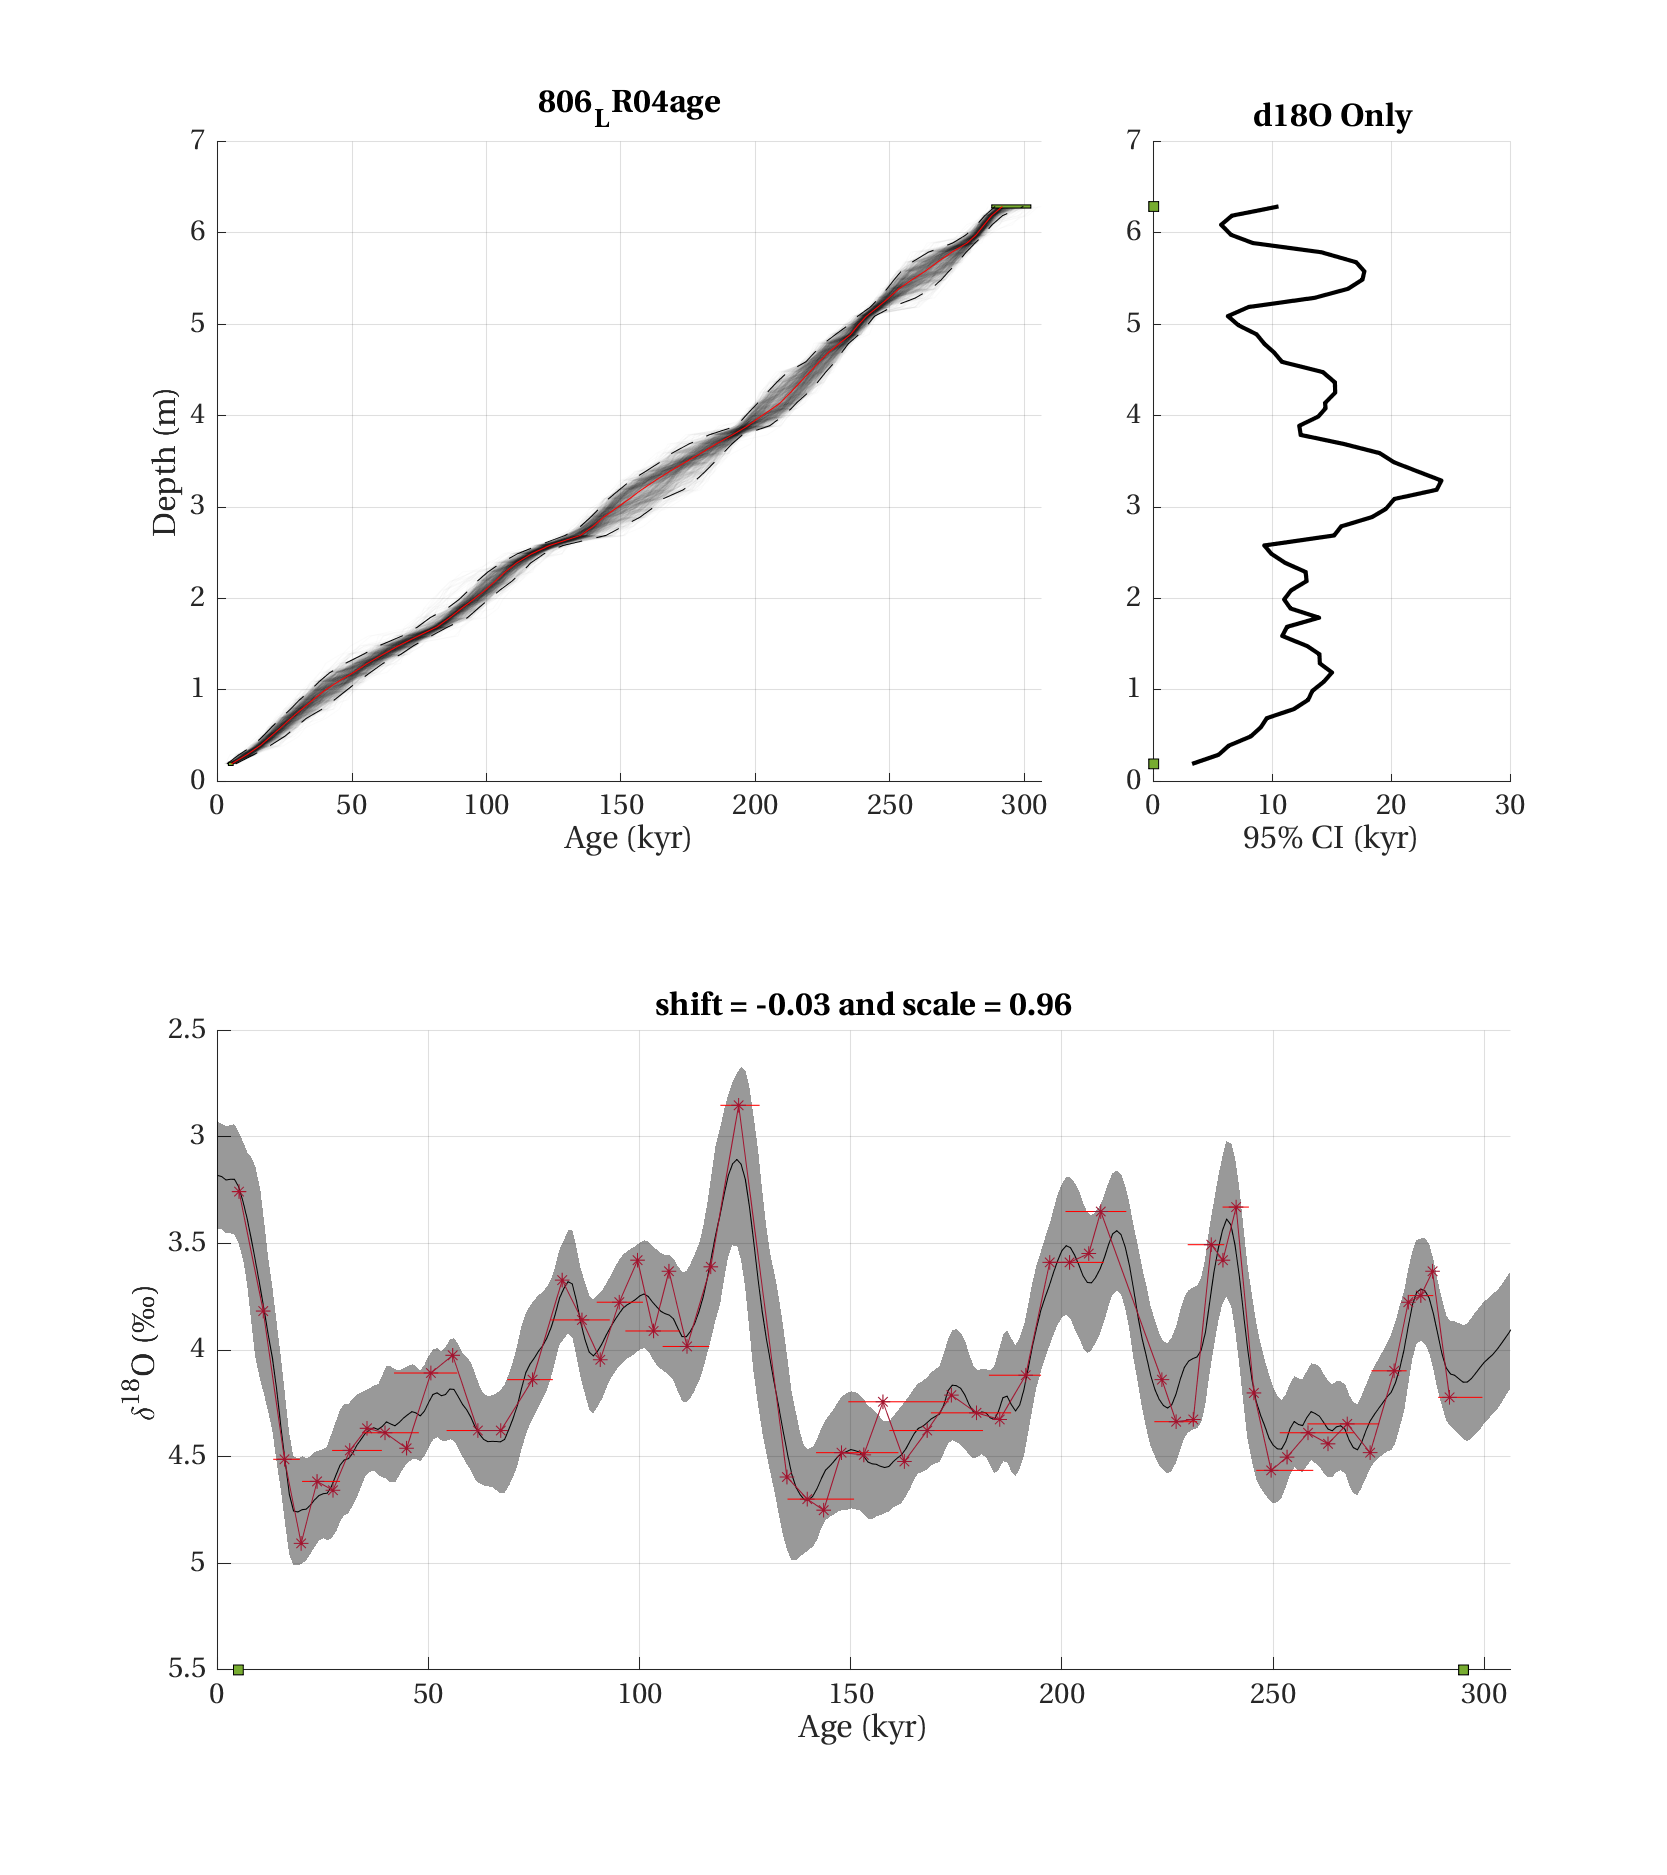 806_L R04age
7
6
5
4
3
2
1
0
Depth (m)
0 50 100 150 200 250 300
Age (kyr)
d18O Only
7
6
5
4
3
2
1
0
0 10 20 30
95% CI (kyr)
shift = -0.03 and scale = 0.96
2.5
3
3.5
4
4.5
5
5.5
δ¹⁸O (‰)
0 50 100 150 200 250 300
Age (kyr)